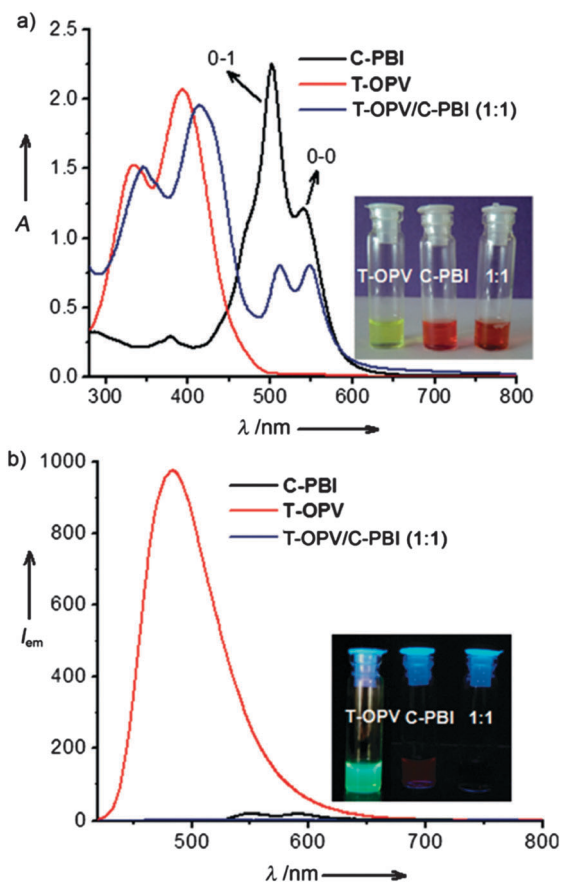 a)
0-1
C-PBI
T-OPV
T-OPV/C-PBI (1:1)
0-0
2.5
2.0
1.5
1.0
0.5
0.0
A
T-OPV C-PBI 1:1
300 400 500 600 700 800
λ /nm
b)
1000
800
600
400
200
0
C-PBI
T-OPV
T-OPV/C-PBI (1:1)
Iem
T-OPV C-PBI 1:1
500 600 700 800
λ /nm